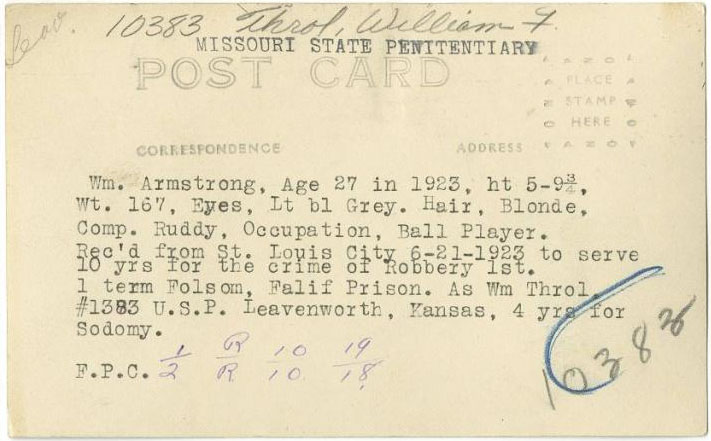 Leav. 10383 Throl, William F.
MISSOURI STATE PENITENTIARY
POST CARD
PLACE
STAMP
HERE
CORRESPONDENCE ADDRESS
Wm. Armstrong, Age 27 in 1923, ht 5-9¾,
Wt. 167, Eyes, Lt bl Grey. Hair, Blonde,
Comp. Ruddy, Occupation, Ball Player.
Rec'd from St. Louis City 6-21-1923 to serve
10 yrs for the crime of Robbery 1st.
1 term Folsom, Falif Prison. As Wm Throl.
#1383 U.S.P. Leavenworth, Kansas, 4 yrs for
Sodomy.
F.P.C. 1/2 R/R 10/10 19/18
10383